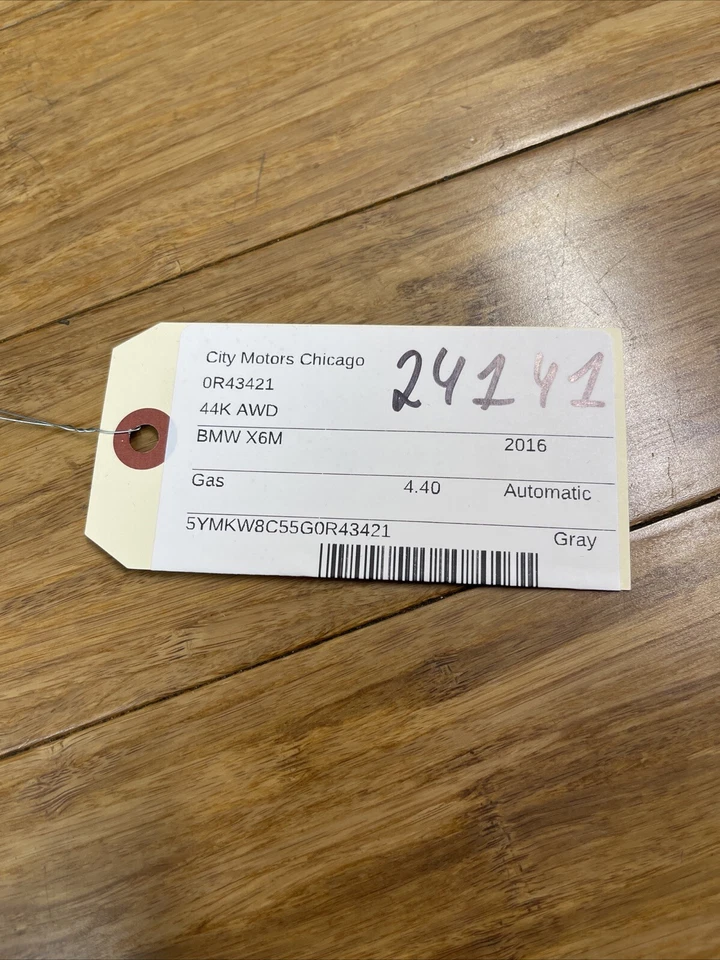 City Motors Chicago
24141
0R43421
44K AWD
BMW X6M 2016
Gas 4.40 Automatic
5YMKW8C55G0R43421 Gray